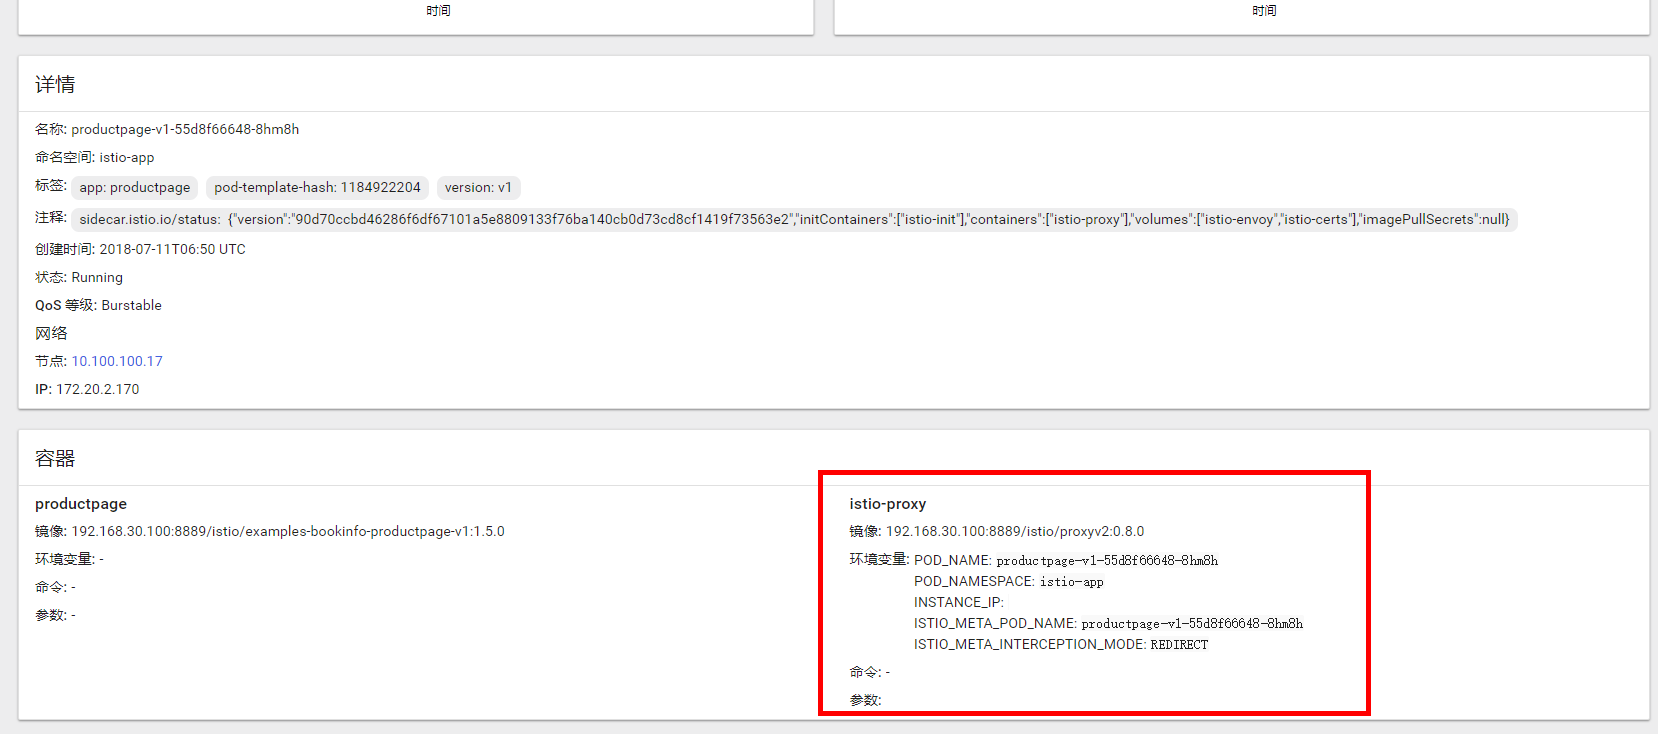 时间
时间
详情
名称: productpage-v1-55d8f66648-8hm8h
命名空间: istio-app
标签: app: productpage pod-template-hash: 1184922204 version: v1
注释: sidecar.istio.io/status: {"version":"90d70ccbd46286f6df67101a5e8809133f76ba140cb0d73cd8cf1419f73563e2","initContainers":["istio-init"],"containers":["istio-proxy"],"volumes":["istio-envoy","istio-certs"],"imagePullSecrets":null}
创建时间: 2018-07-11T06:50 UTC
状态: Running
QoS 等级: Burstable
网络
节点: 10.100.100.17
IP: 172.20.2.170
容器
productpage
镜像: 192.168.30.100:8889/istio/examples-bookinfo-productpage-v1:1.5.0
环境变量: -
命令: -
参数: -
istio-proxy
镜像: 192.168.30.100:8889/istio/proxyv2:0.8.0
环境变量: POD_NAME: productpage-v1-55d8f66648-8hm8h
POD_NAMESPACE: istio-app
INSTANCE_IP:
ISTIO_META_POD_NAME: productpage-v1-55d8f66648-8hm8h
ISTIO_META_INTERCEPTION_MODE: REDIRECT
命令: -
参数: